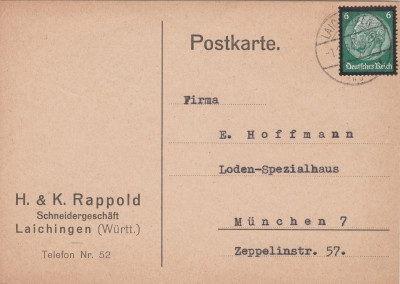 Postkarte.
6 6
Deutsches Reich
Firma
E. Hoffmann
Loden-Spezialhaus
München 7
Zeppelinstr. 57.
H. & K. Rappold
Schneidergeschäft
Laichingen (Württ.)
Telefon Nr. 52